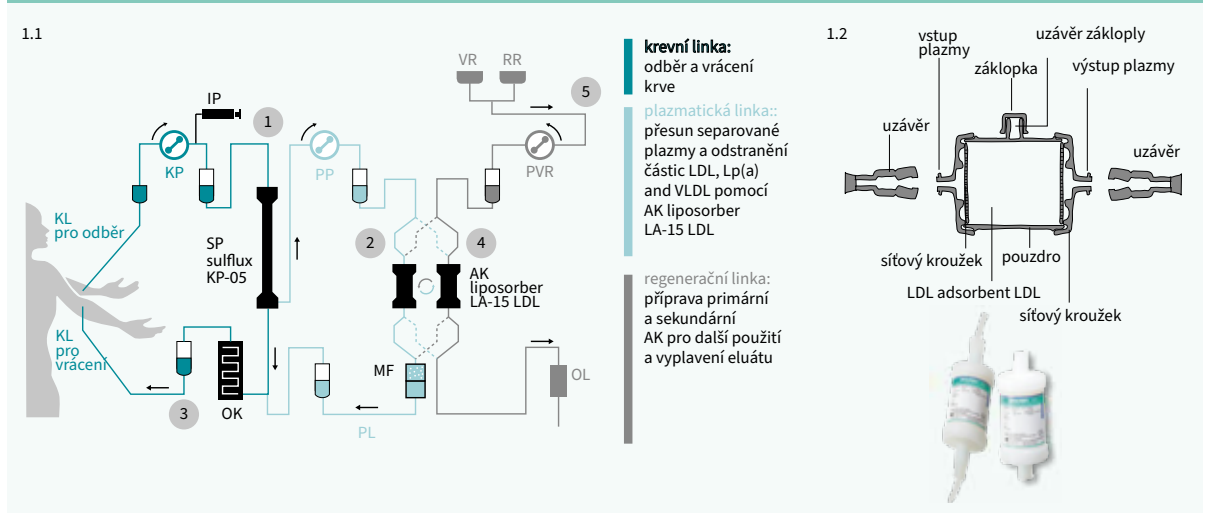 1.1
VR
RR
5
IP
1
KP
PP
PVR
KL
pro odběr
2
4
SP
sulflux
KP-05
AK
liposorber
LA-15 LDL
KL
pro
vrácení
MF
OL
3
OK
PL
krevní linka:
odběr a vrácení
krve
plazmatická linka::
přesun separované
plazmy a odstranění
částic LDL, Lp(a)
and VLDL pomocí
AK liposorber
LA-15 LDL
regenerační linka:
příprava primární
a sekundární
AK pro další použití
a vyplavení eluátu
1.2
vstup
plazmy
uzávěr zákloply
záklopka
výstup plazmy
uzávěr
uzávěr
síťový kroužek
pouzdro
LDL adsorbent LDL
síťový kroužek